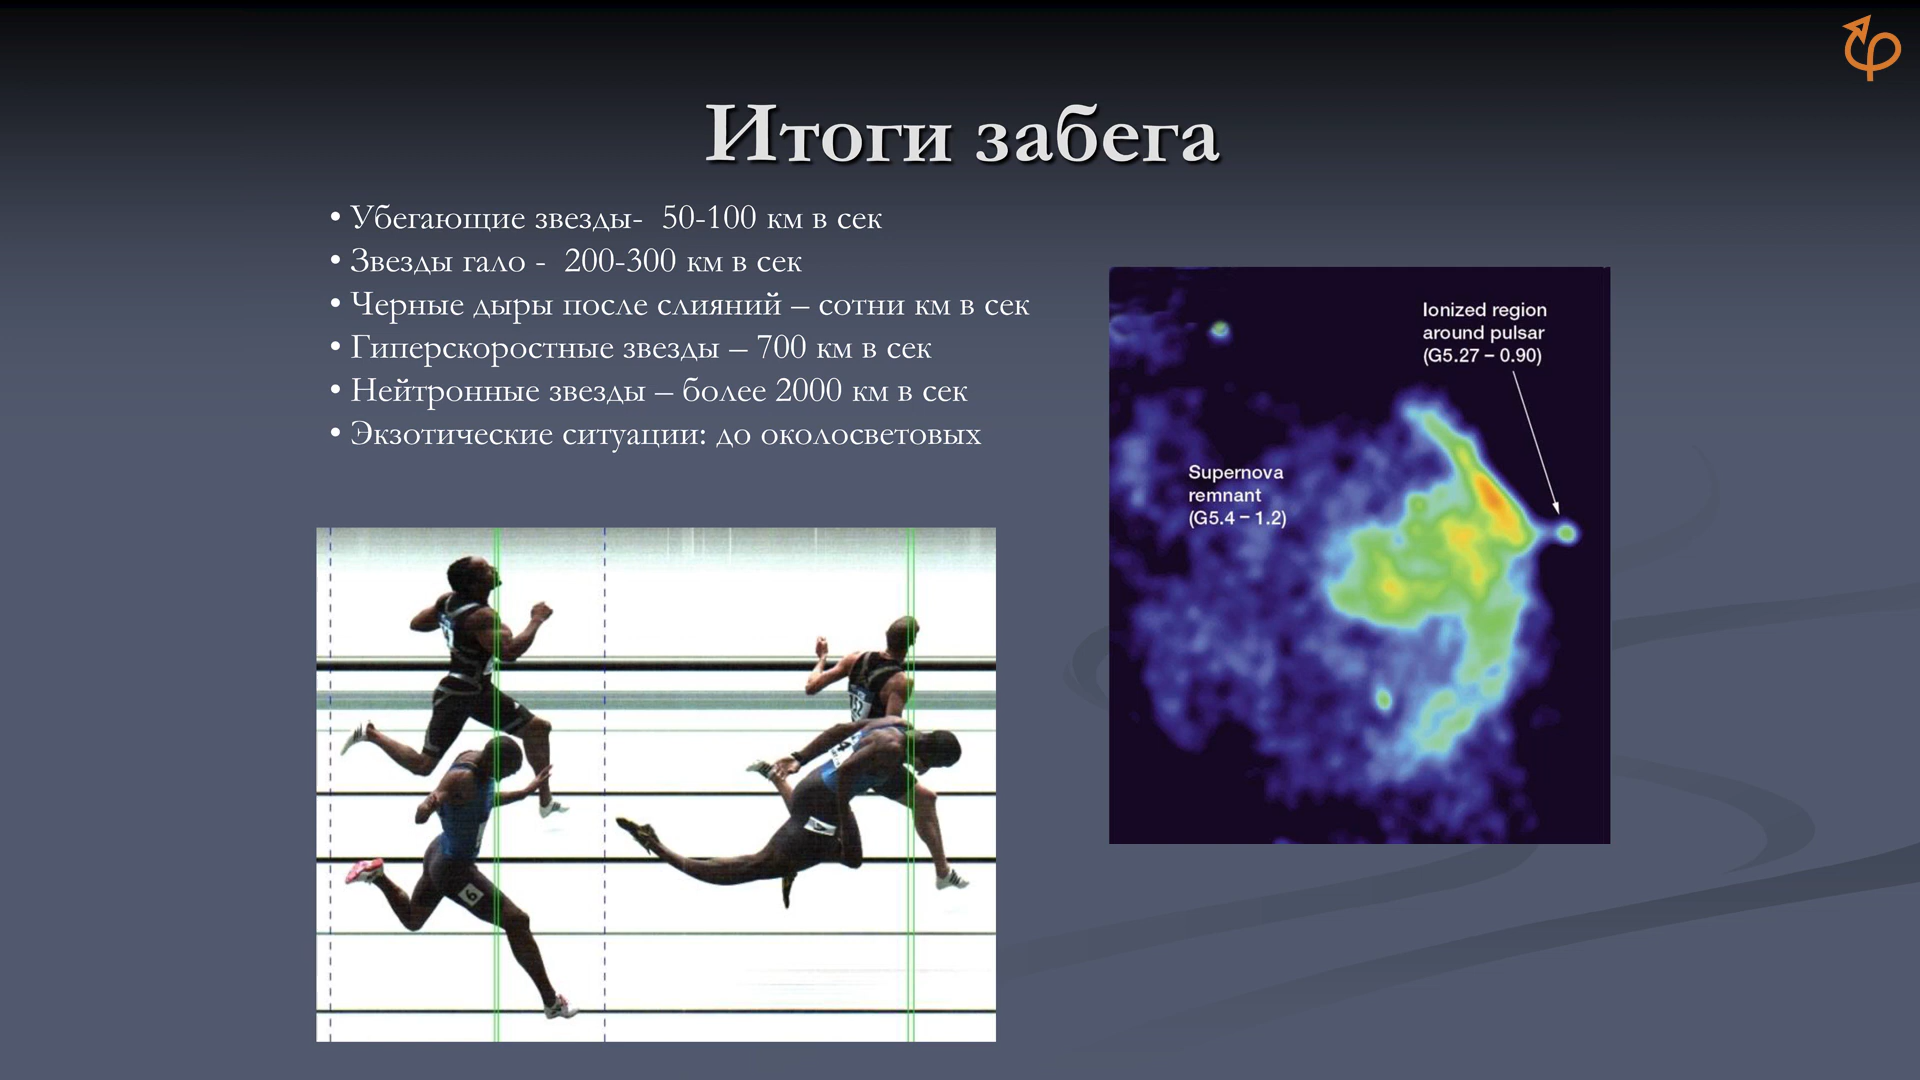 Итоги забега
• Убегающие звезды- 50-100 км в сек
• Звезды гало - 200-300 км в сек
• Черные дыры после слияний – сотни км в сек
• Гиперскоростные звезды – 700 км в сек
• Нейтронные звезды – более 2000 км в сек
• Экзотические ситуации: до околосветовых
Ionized region
around pulsar
(G5.27 – 0.90)
Supernova
remnant
(G5.4 – 1.2)
6